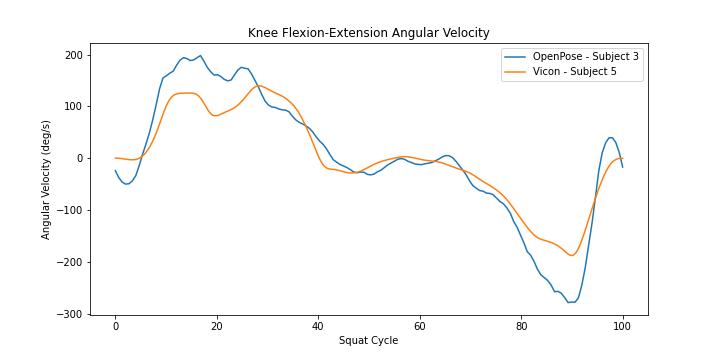 Knee Flexion-Extension Angular Velocity
OpenPose - Subject 3
Vicon - Subject 5
Angular Velocity (deg/s)
200
100
0
−100
−200
−300
0
20
40
60
80
100
Squat Cycle